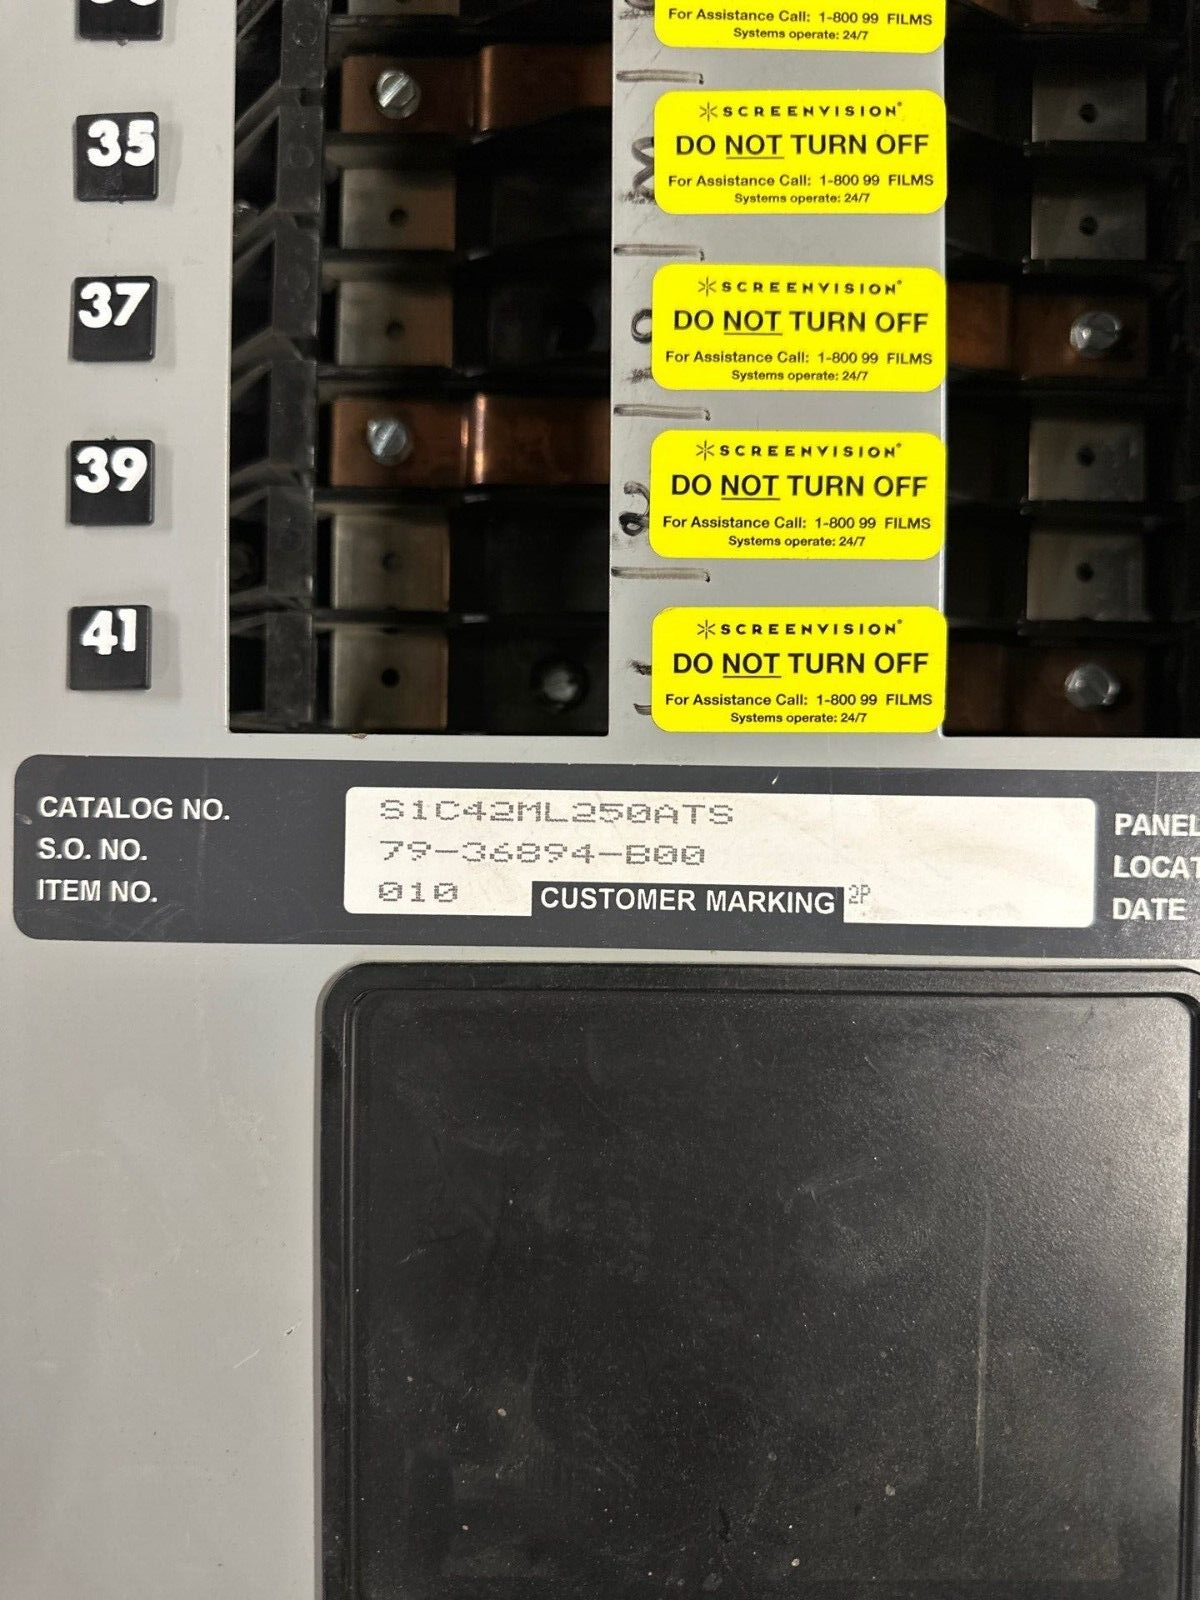 For Assistance Call: 1-800 99 FILMS
Systems operate: 24/7
35
SCREENVISION®
DO NOT TURN OFF
For Assistance Call: 1-800 99 FILMS
Systems operate: 24/7
37
SCREENVISION®
DO NOT TURN OFF
For Assistance Call: 1-800 99 FILMS
Systems operate: 24/7
39
SCREENVISION®
DO NOT TURN OFF
For Assistance Call: 1-800 99 FILMS
Systems operate: 24/7
41
SCREENVISION®
DO NOT TURN OFF
For Assistance Call: 1-800 99 FILMS
Systems operate: 24/7
CATALOG NO. S1C42ML250ATS PANEL
S.O. NO. 79-36894-B00
ITEM NO. 010 CUSTOMER MARKING 2P DATE